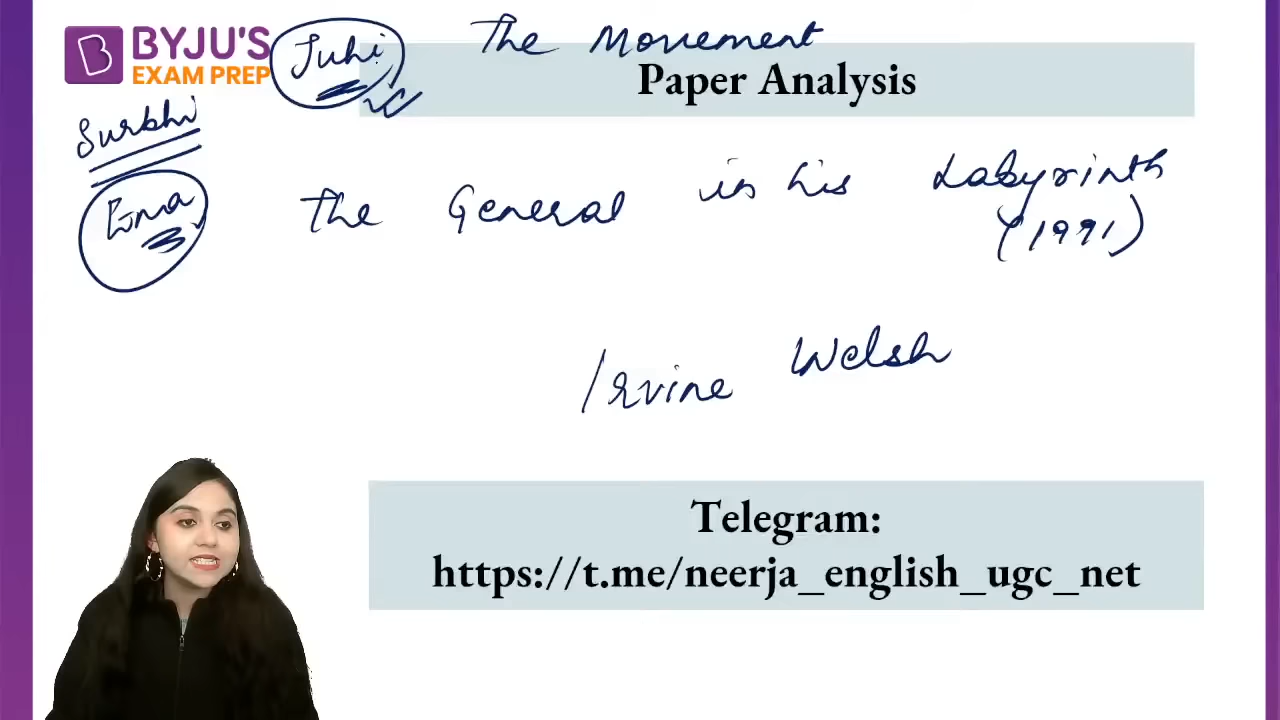 BYJU'S
EXAM PREP
Juhi
The Movement
Paper Analysis
Surbhi
Ema
The General in his Labyrinth
(1991)
Irvine Welsh
Telegram:
https://t.me/neerja_english_ugc_net